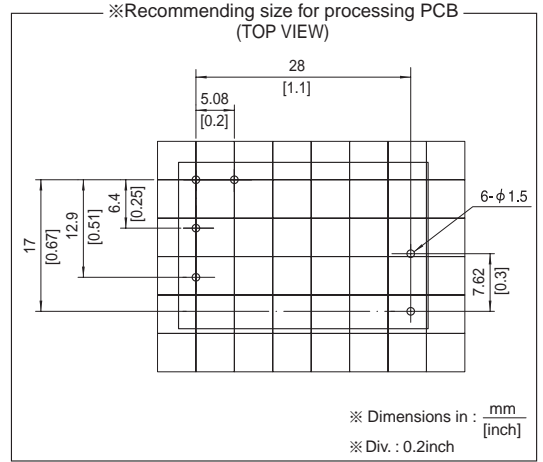 ※Recommending size for processing PCB
(TOP VIEW)
28
[1.1]
5.08
[0.2]
17
[0.67]
12.9
[0.51]
6.4
[0.25]
6-ϕ1.5
7.62
[0.3]
※ Dimensions in : mm
[inch]
※Div. : 0.2inch